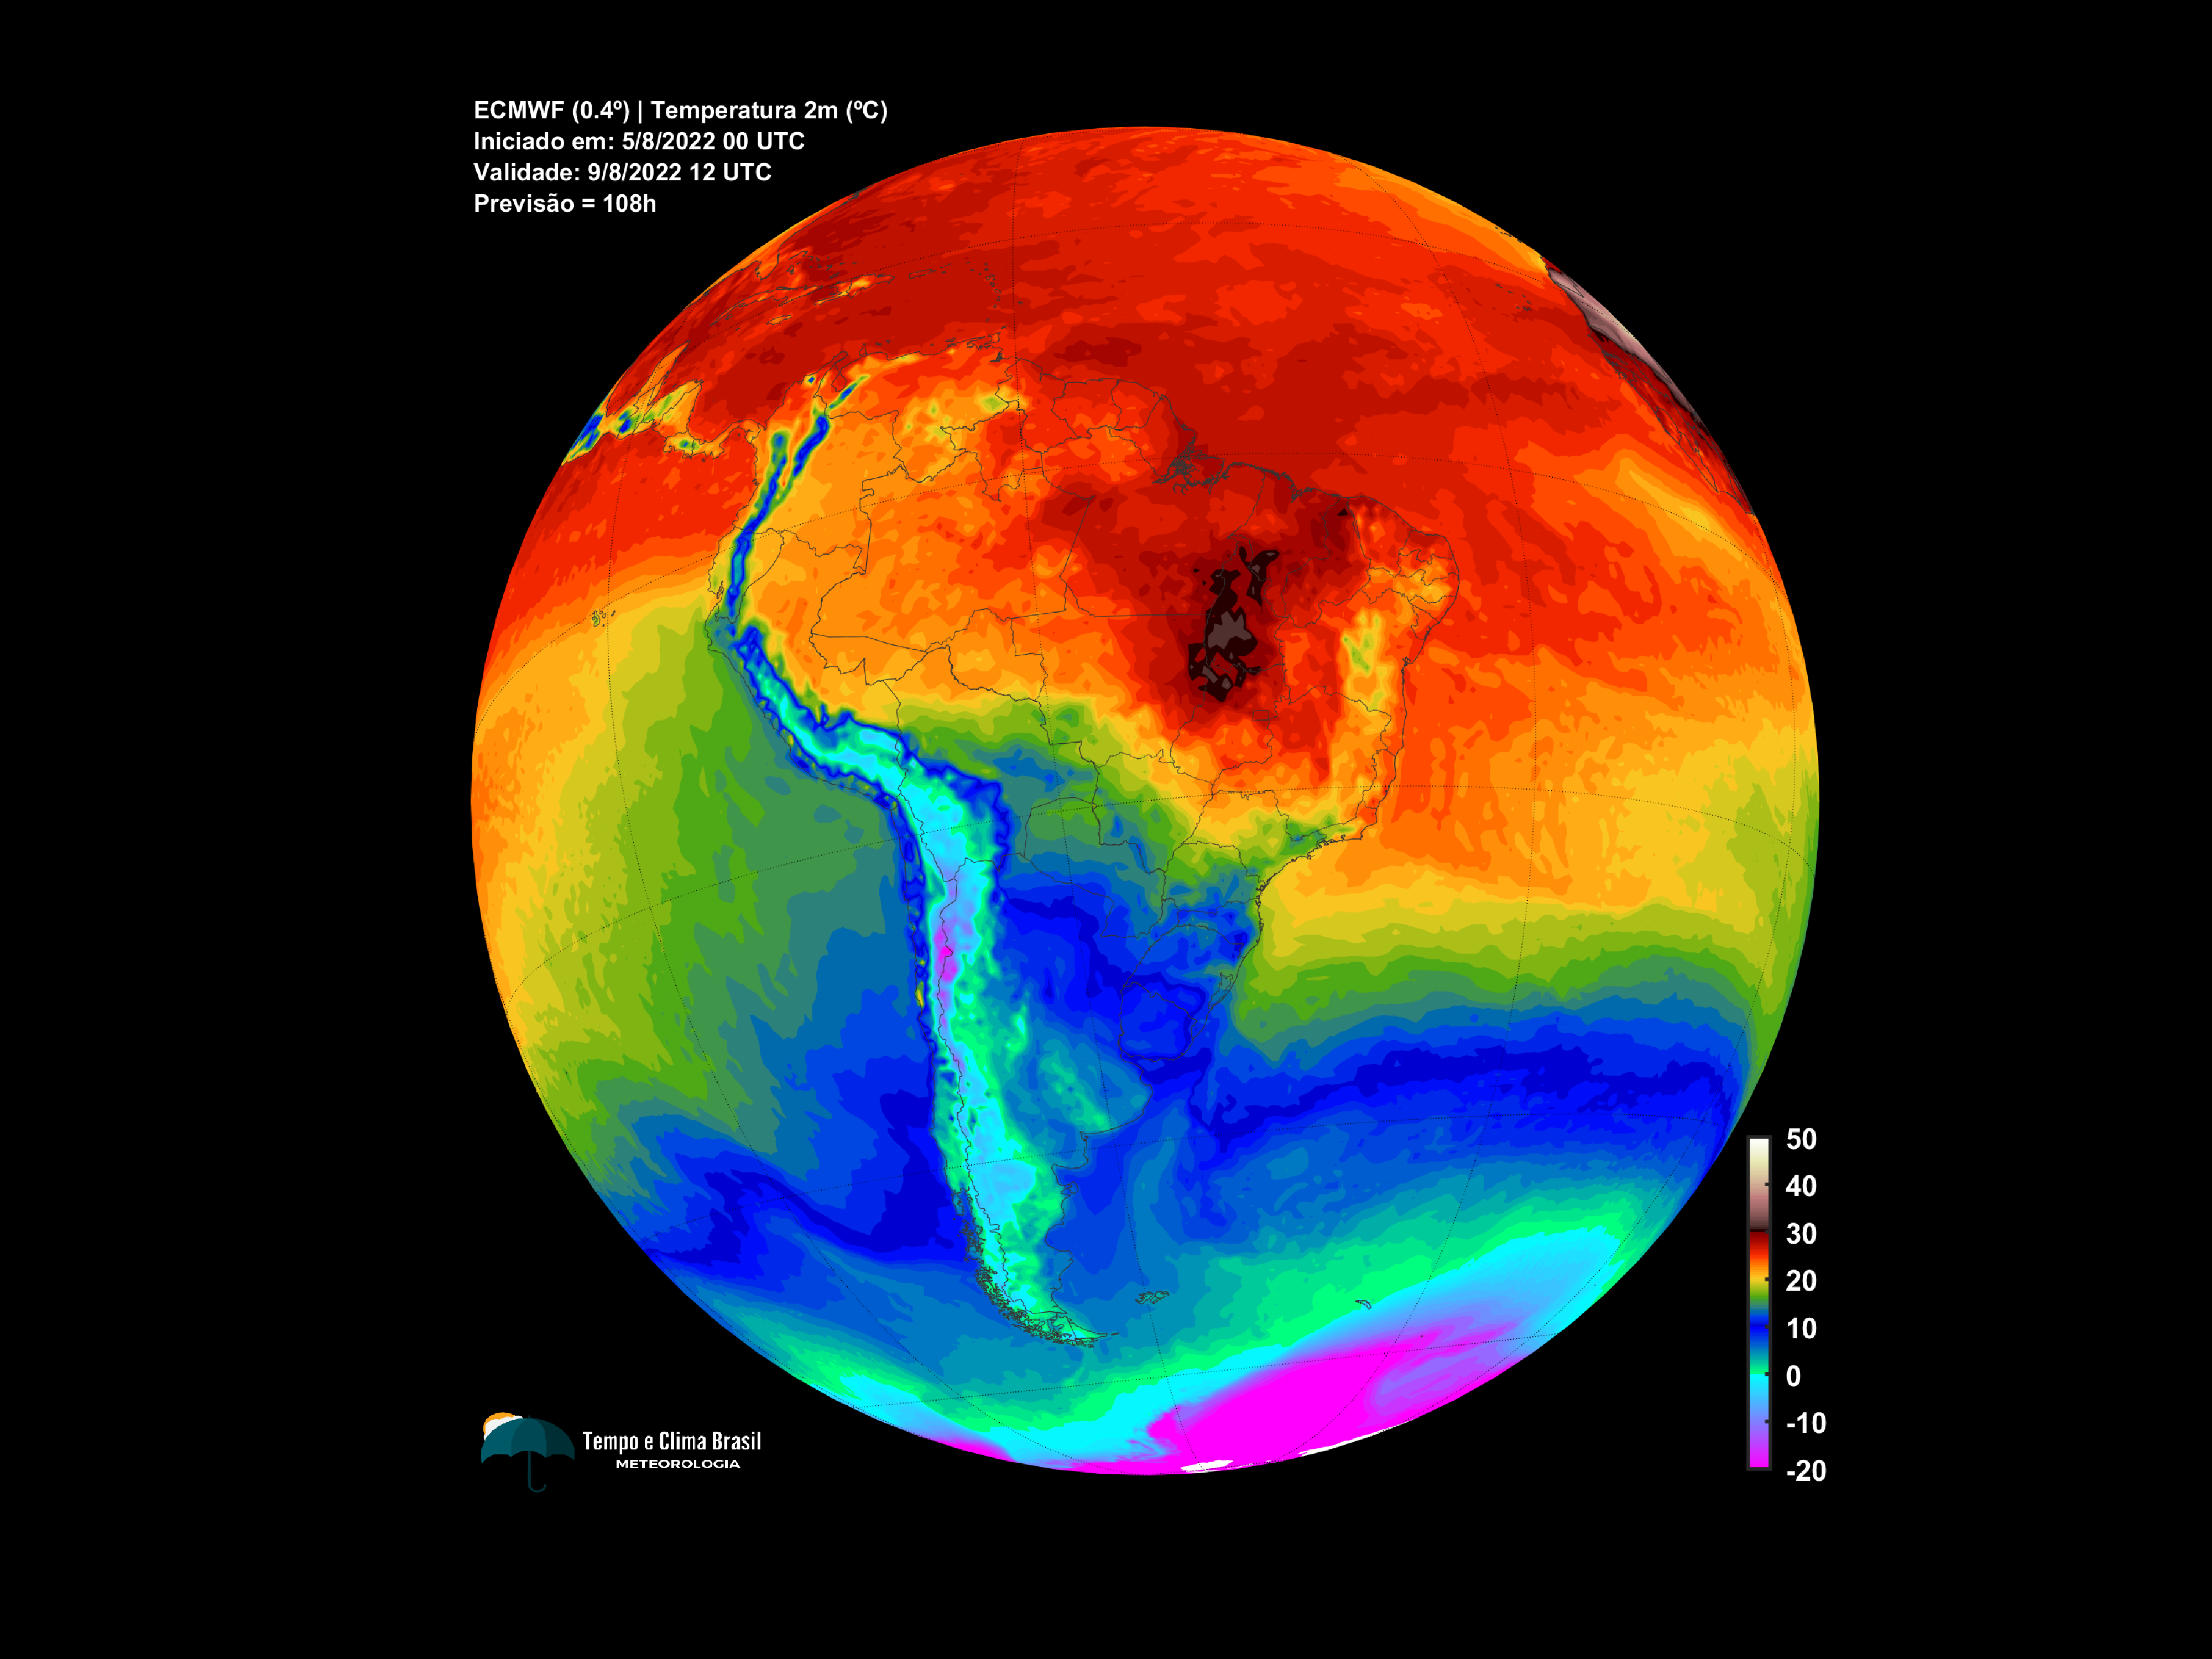 ECMWF (0.4º) | Temperatura 2m (ºC)
Iniciado em: 5/8/2022 00 UTC
Validade: 9/8/2022 12 UTC
Previsão = 108h
50
40
30
20
10
0
-10
-20
Tempo e Clima Brasil
METEOROLOGIA